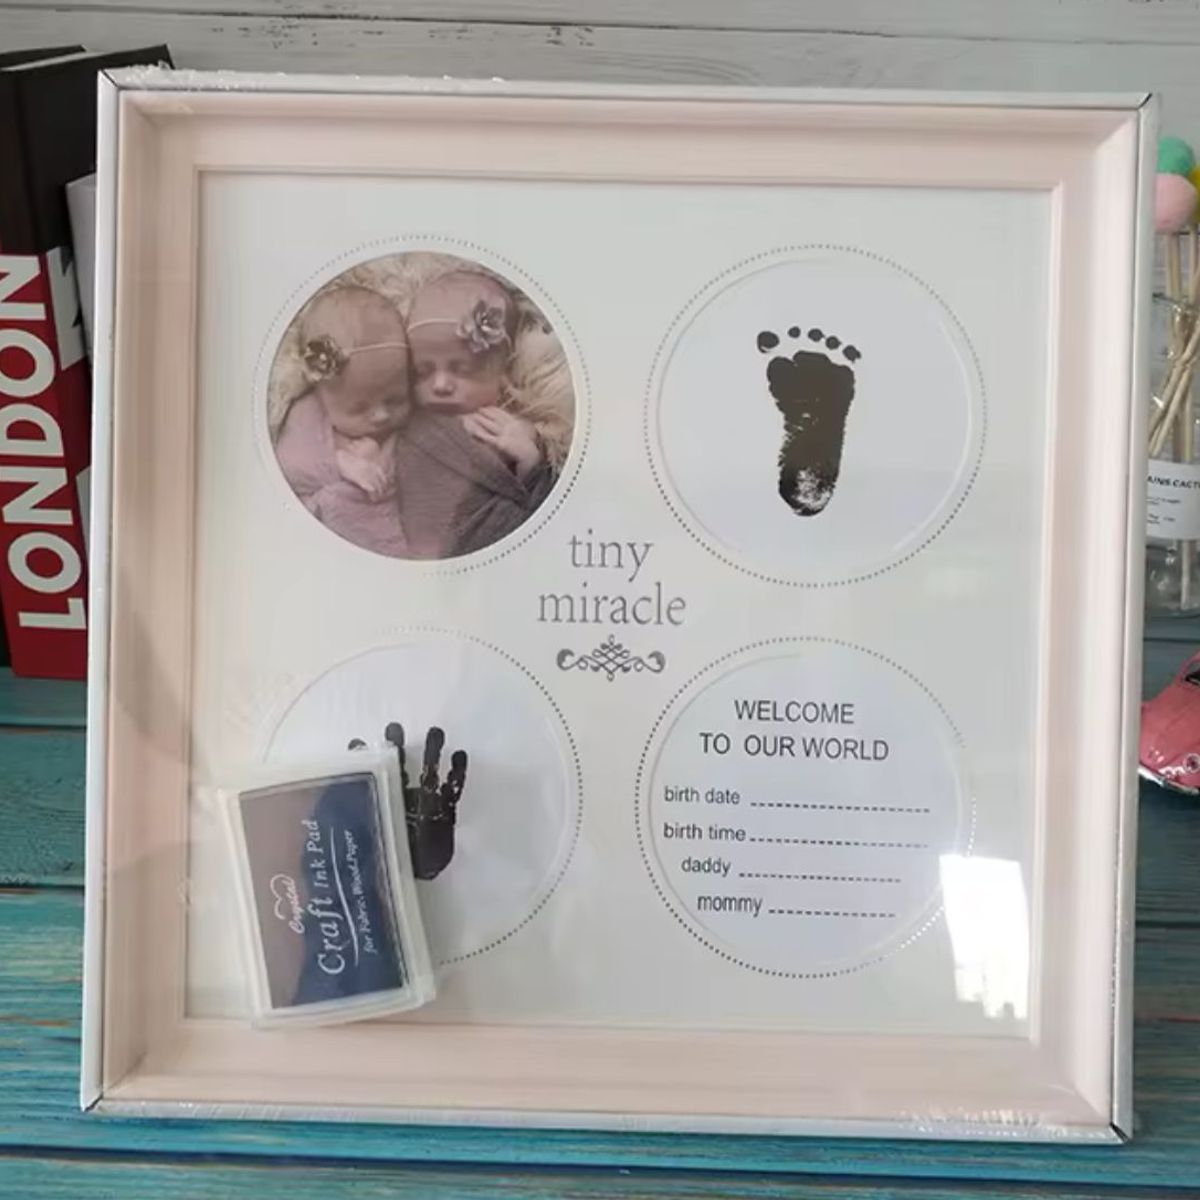 LONDON
tiny
miracle
WELCOME
TO OUR WORLD
birth date
birth time
daddy
mommy
Crystal
Craft Ink Pad
for Fabric.Wood.Paper